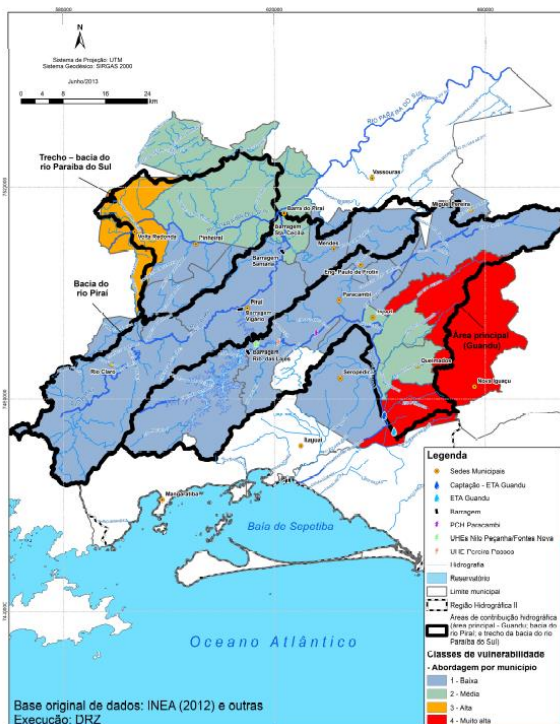 580000 620000 660000
N
Sistema de Projeção: UTM
Sistema Geodésico: SIRGAS 2000
Junho/2013
0 4 8 16 24
km
RIO PARAÍBA DO SUL
Trecho – bacia do
rio Paraíba do Sul
Vassouras
Barra do Piraí
Miguel Pereira
Volta Redonda
Pinheiral
Barragem
Sta. Cecília
Mendes
Barragem
Santana
Eng. Paulo de Frontin
Bacia do
rio Piraí
Piraí
Barragem
Vigário
Paracambi
Japeri
Área principal
(Guandu)
Barragem
Rib. das Lajes
Queimados
Rio Claro
Seropédica
Nova Iguaçu
Itaguaí
Mangaratiba
Baía de Sepetiba
Oceano Atlântico
Legenda
Sedes Municipais
Captação - ETA Guandu
ETA Guandu
Barragem
PCH Paracambi
UHEs Nilo Peçanha/Fontes Nova
UHE Pereira Passos
Hidrografia
Reservatório
Limite municipal
Região Hidrográfica II
Áreas de contribuição hidrográfica
(área principal - Guandu; bacia do
rio Piraí; e trecho da bacia do rio
Paraíba do Sul)
Classes de vulnerabilidade
- Abordagem por município
1 - Baixa
2 - Média
3 - Alta
4 - Muito alta
Base original de dados: INEA (2012) e outras
Execução: DRZ